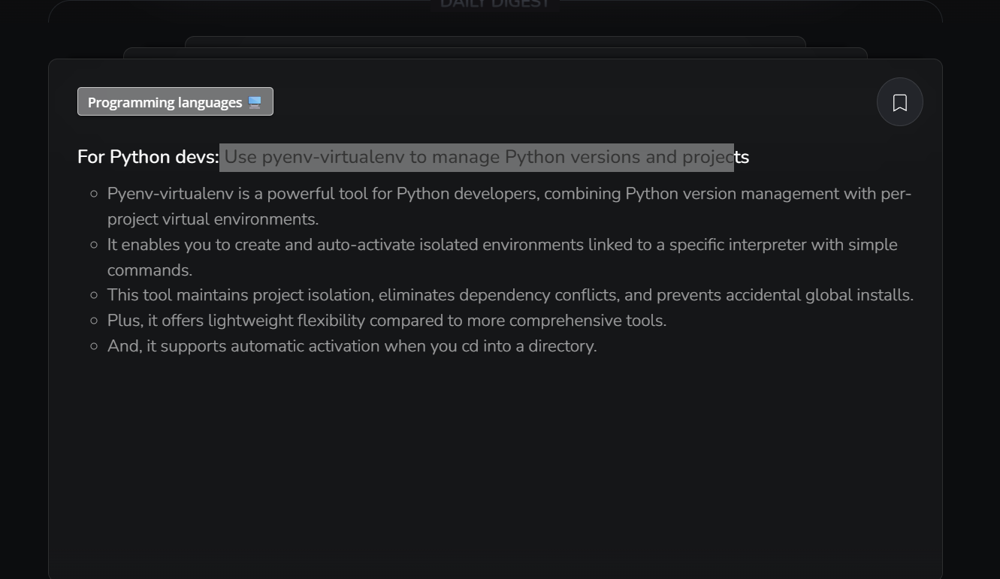 DAILY DIGEST
Programming languages
For Python devs: Use pyenv-virtualenv to manage Python versions and projects
Pyenv-virtualenv is a powerful tool for Python developers, combining Python version management with per-
project virtual environments.
It enables you to create and auto-activate isolated environments linked to a specific interpreter with simple
commands.
This tool maintains project isolation, eliminates dependency conflicts, and prevents accidental global installs.
Plus, it offers lightweight flexibility compared to more comprehensive tools.
And, it supports automatic activation when you cd into a directory.